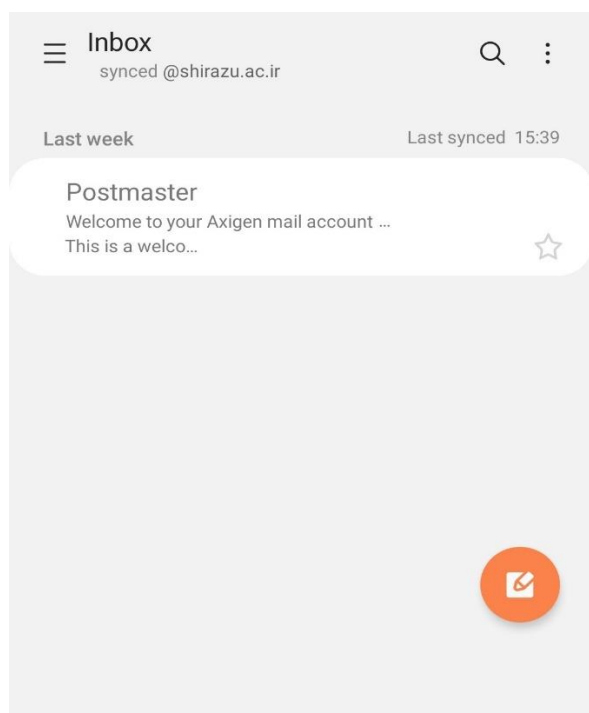 Inbox
synced @shirazu.ac.ir
Last week Last synced 15:39
Postmaster
Welcome to your Axigen mail account ...
This is a welco...